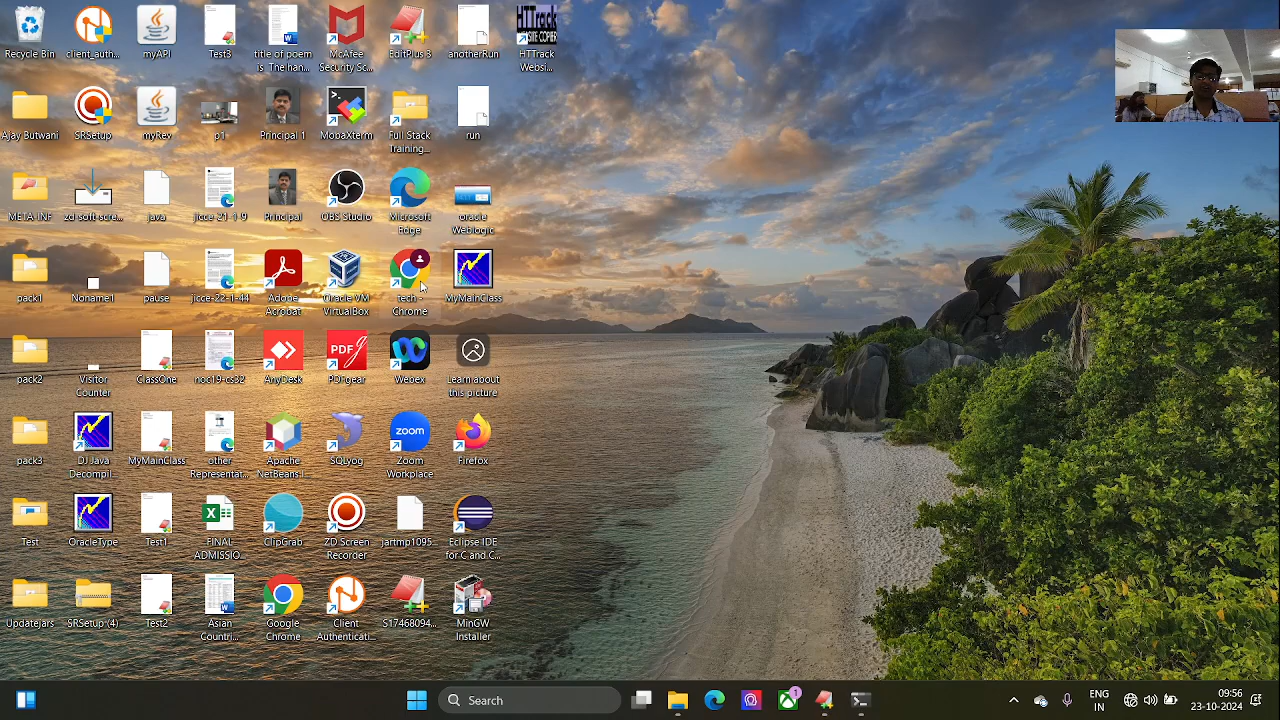 Recycle Bin
client_auth...
myAPI
Test3
title of poem
is The han...
McAfee
Security Sc...
EditPlus 3
anotherRun
HTTrack
Websi...
Ajay Butwani
SRSetup
myRev
p1
Principal 1
MobaXterm
Full Stack
Training...
run
META-INF
zd soft scre...
java
jicce-21-1-9
Principal
OBS Studio
Microsoft
Edge
oracle
Weblogic
pack1
Noname1
pause
jicce-22-1-44
Adobe
Acrobat
Oracle VM
VirtualBox
tech -
Chrome
MyMainClass
pack2
Visitor
Counter
ClassOne
noc19-cs32
AnyDesk
PDF
PDFgear
Webex
Learn about
this picture
pack3
DJ Java
Decompil...
MyMainClass
other
Representat...
Apache
NetBeans I...
SQLyog
zoom
Zoom
Workplace
Firefox
Test
OracleType
Test1
FINAL
ADMISSIO...
ClipGrab
ZD Screen
Recorder
jartmp1095...
Eclipse IDE
for C and C...
UpdateJars
SRSetup (4)
Test2
Asian
Countri...
Google
Chrome
Client
Authenticati...
S17468094...
MinGW
Installer
Search
1
ENG
IN
09:56
23-10-2024